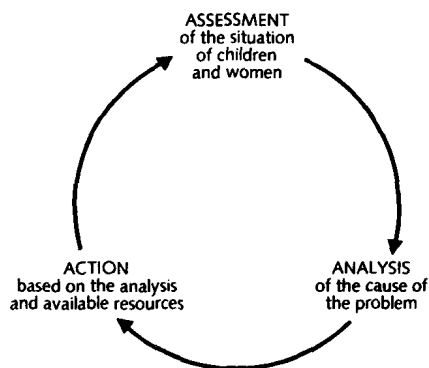 ASSESSMENT
of the situation
of children
and women
ACTION
based on the analysis
and available resources
ANALYSIS
of the cause of
the problem